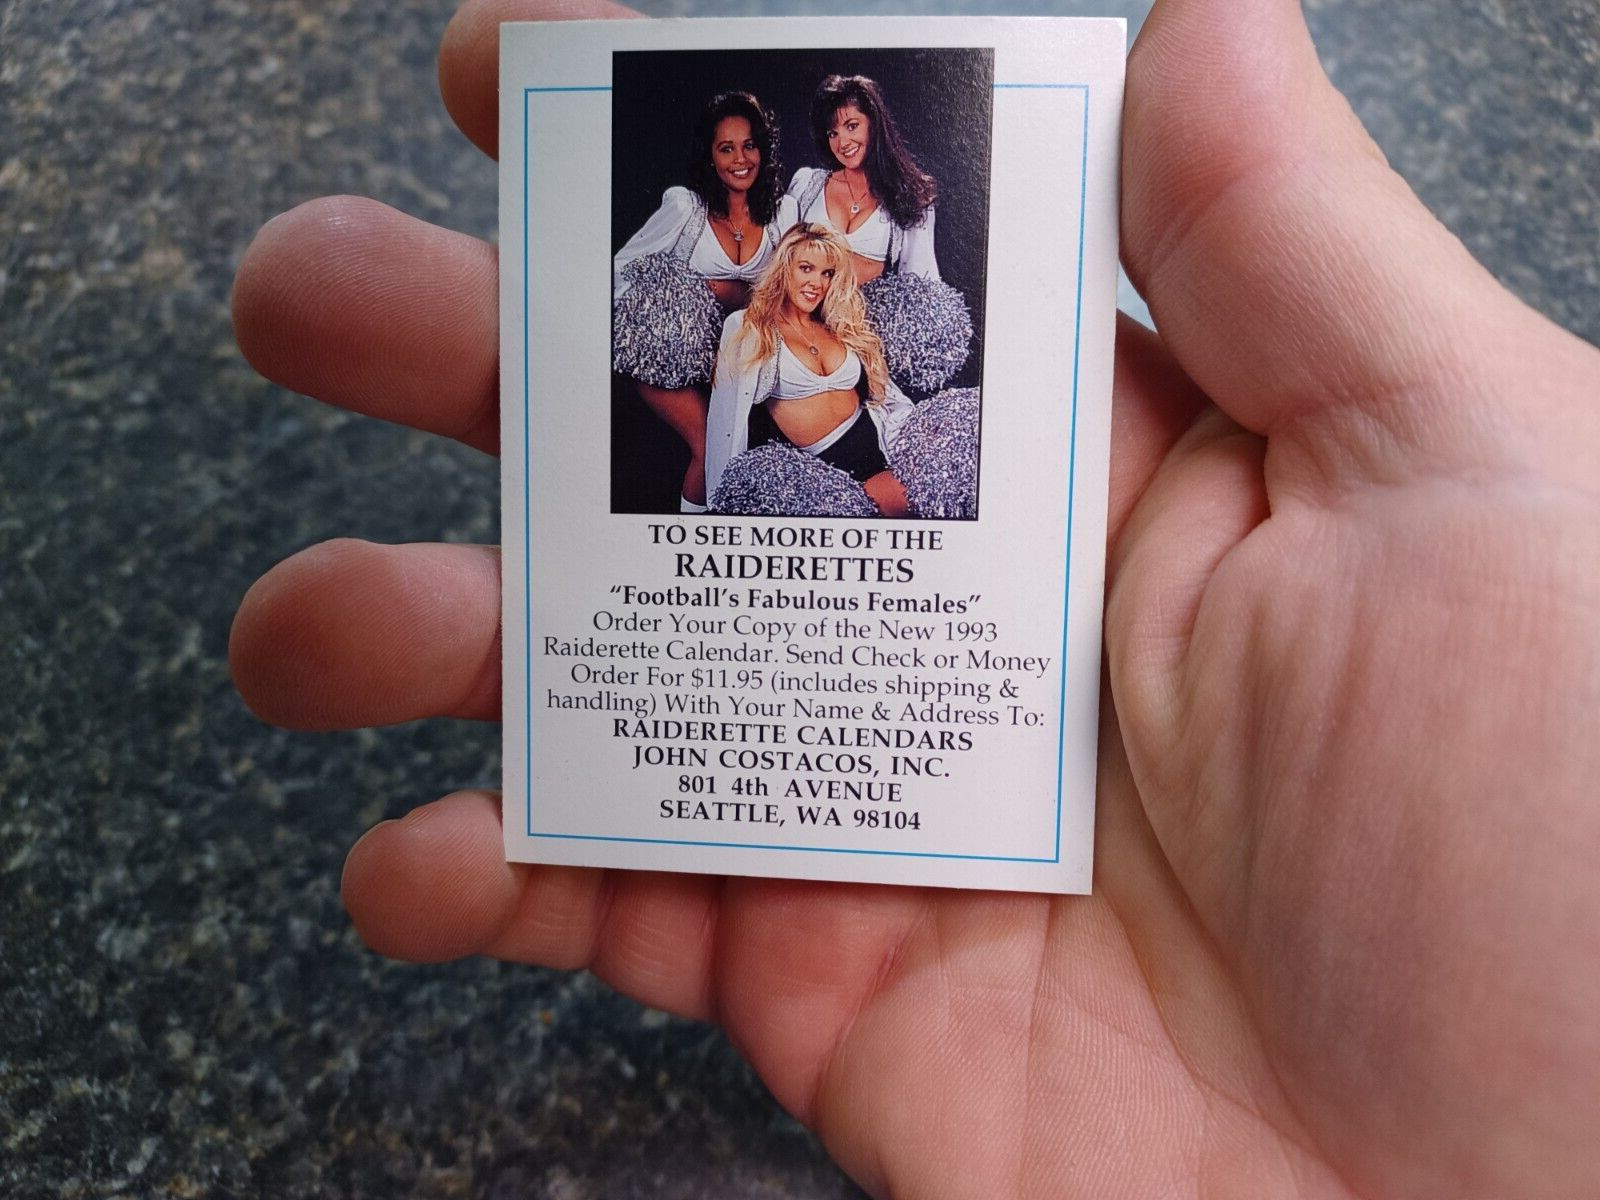 TO SEE MORE OF THE
RAIDERETTES
“Football’s Fabulous Females”
Order Your Copy of the New 1993
Raiderette Calendar. Send Check or Money
Order For $11.95 (includes shipping &
handling) With Your Name & Address To:
RAIDERETTE CALENDARS
JOHN COSTACOS, INC.
801 4th AVENUE
SEATTLE, WA 98104